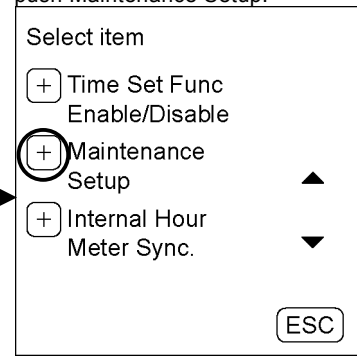 push Maintenance Setup.
Select item
+ Time Set Func
Enable/Disable
+ Maintenance
Setup
+ Internal Hour
Meter Sync.
ESC